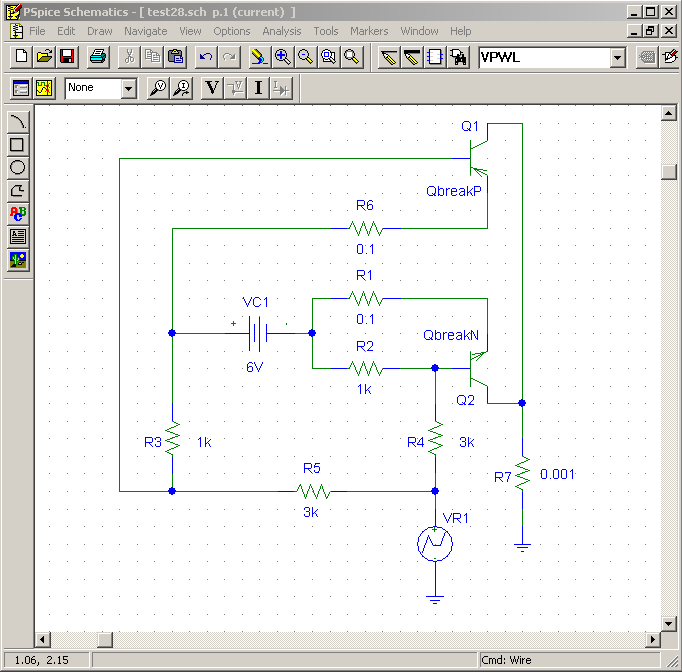 PSpice Schematics - [ test28.sch  p.1 (current)  ]
File Edit Draw Navigate View Options Analysis Tools Markers Window Help
VPWL
None
V
V
I
A
B
C
Q1
QbreakP
R6
0.1
R1
0.1
VC1
+
6V
QbreakN
R2
1k
Q2
R3 1k
R4 3k
R7 0.001
R5
3k
VR1
+
1.06, 2.15
Cmd: Wire